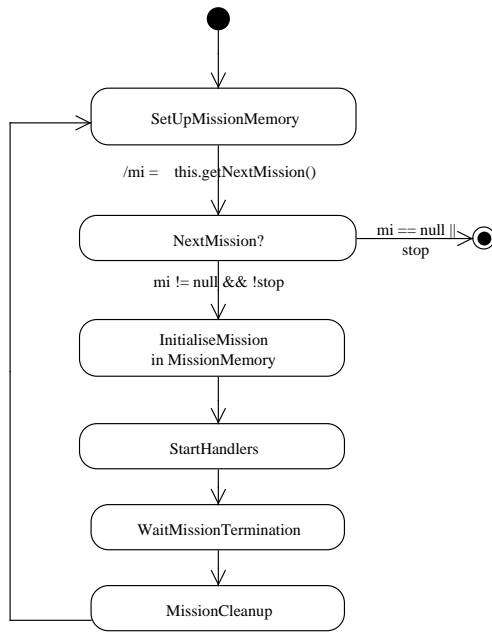 SetUpMissionMemory
/mi = this.getNextMission()
NextMission?
mi == null ||
stop
mi != null && !stop
InitialiseMission
in MissionMemory
StartHandlers
WaitMissionTermination
MissionCleanup